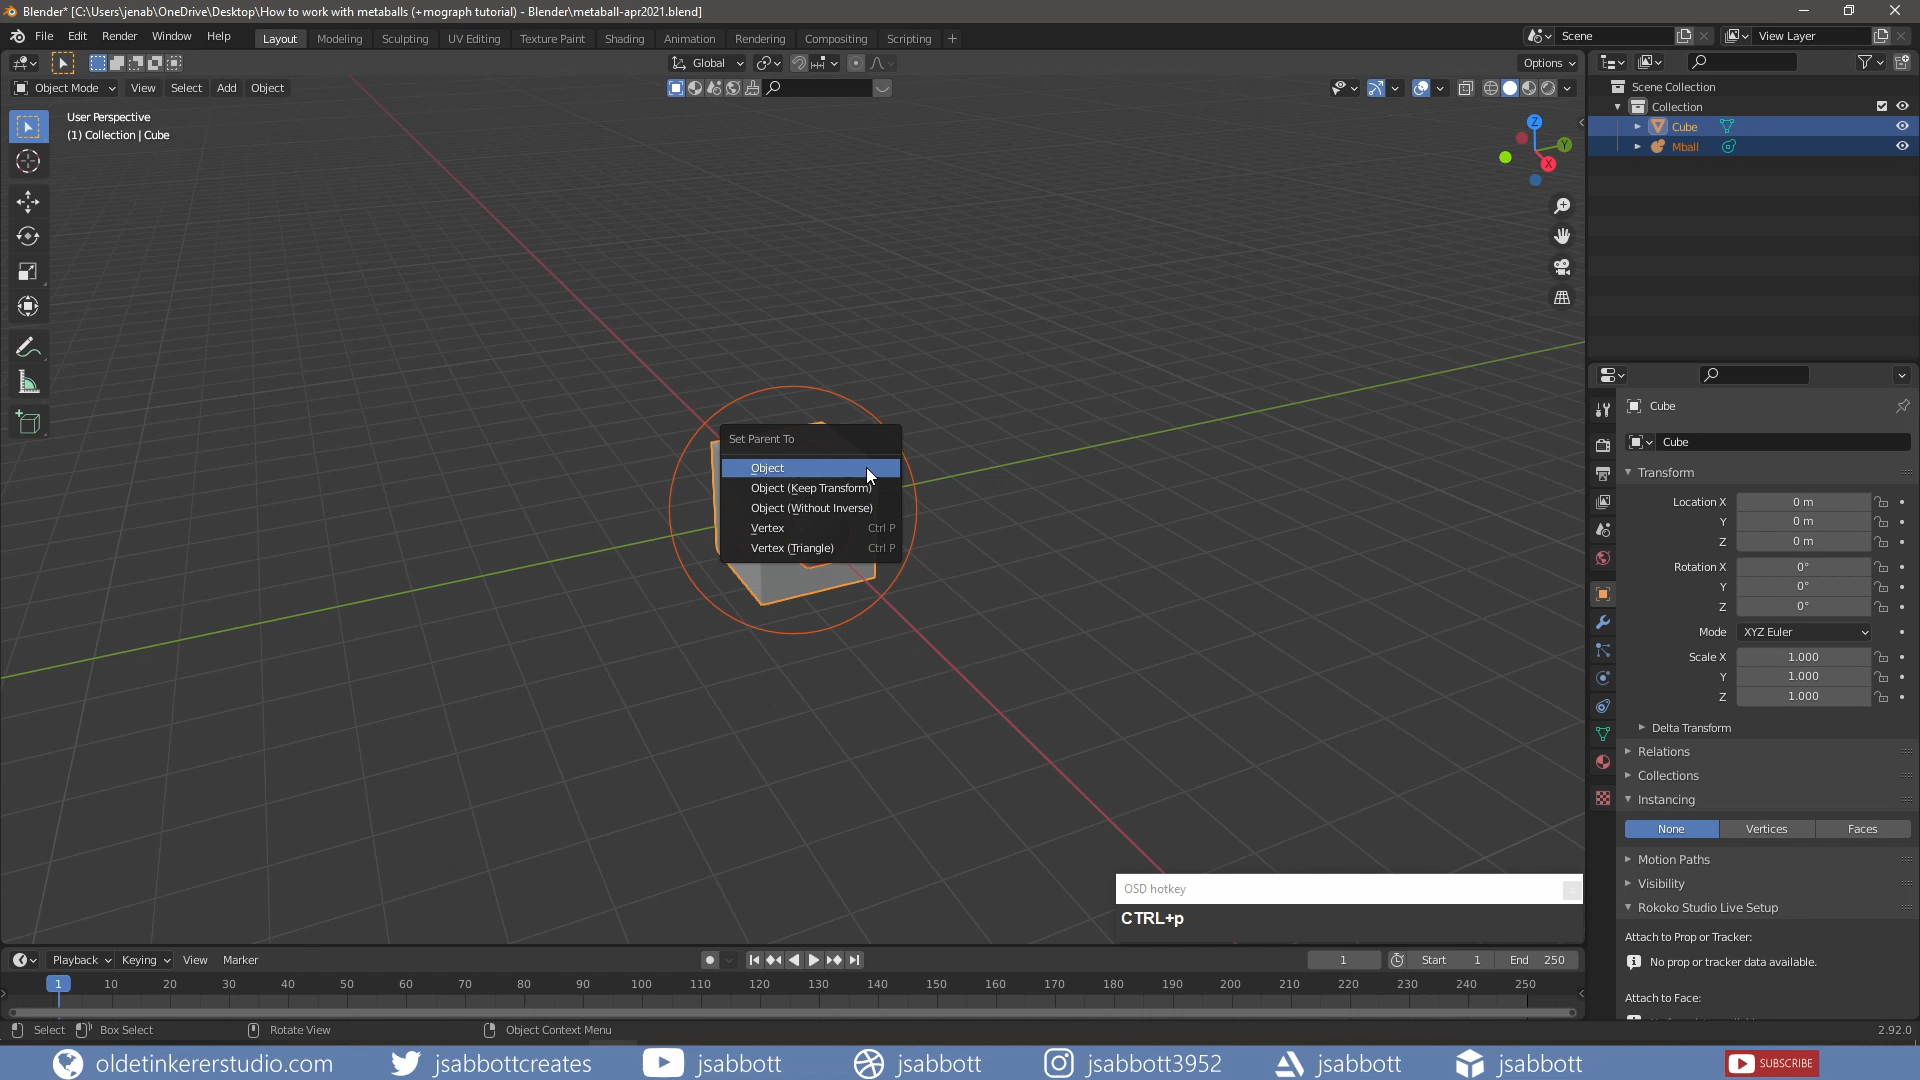 Blender* [C:\Users\jenab\OneDrive\Desktop\How to work with metaballs (+mograph tutorial) - Blender\metaball-apr2021.blend]
File Edit Render Window Help Layout Modeling Sculpting UV Editing Texture Paint Shading Animation Rendering Compositing Scripting + Scene View Layer
Global Options
Object Mode View Select Add Object
User Perspective
(1) Collection | Cube
Scene Collection
Collection
Cube
Mball
Z
Y
X
Set Parent To
Object
Object (Keep Transform)
Object (Without Inverse)
Vertex Ctrl P
Vertex (Triangle) Ctrl P
Cube
Cube
Transform
Location X 0 m
Y 0 m
Z 0 m
Rotation X 0°
Y 0°
Z 0°
Mode XYZ Euler
Scale X 1.000
Y 1.000
Z 1.000
Delta Transform
Relations
Collections
Instancing
None Vertices Faces
Motion Paths
Visibility
Rokoko Studio Live Setup
Attach to Prop or Tracker:
No prop or tracker data available.
Attach to Face:
OSD hotkey
CTRL+p
Playback Keying View Marker 1 Start 1 End 250
1 10 20 30 40 50 60 70 80 90 100 110 120 130 140 150 160 170 180 190 200 210 220 230 240 250
Select Box Select Rotate View Object Context Menu 2.92.0
oldetinkererstudio.com jsabbottcreates jsabbott jsabbott jsabbott3952 jsabbott jsabbott SUBSCRIBE